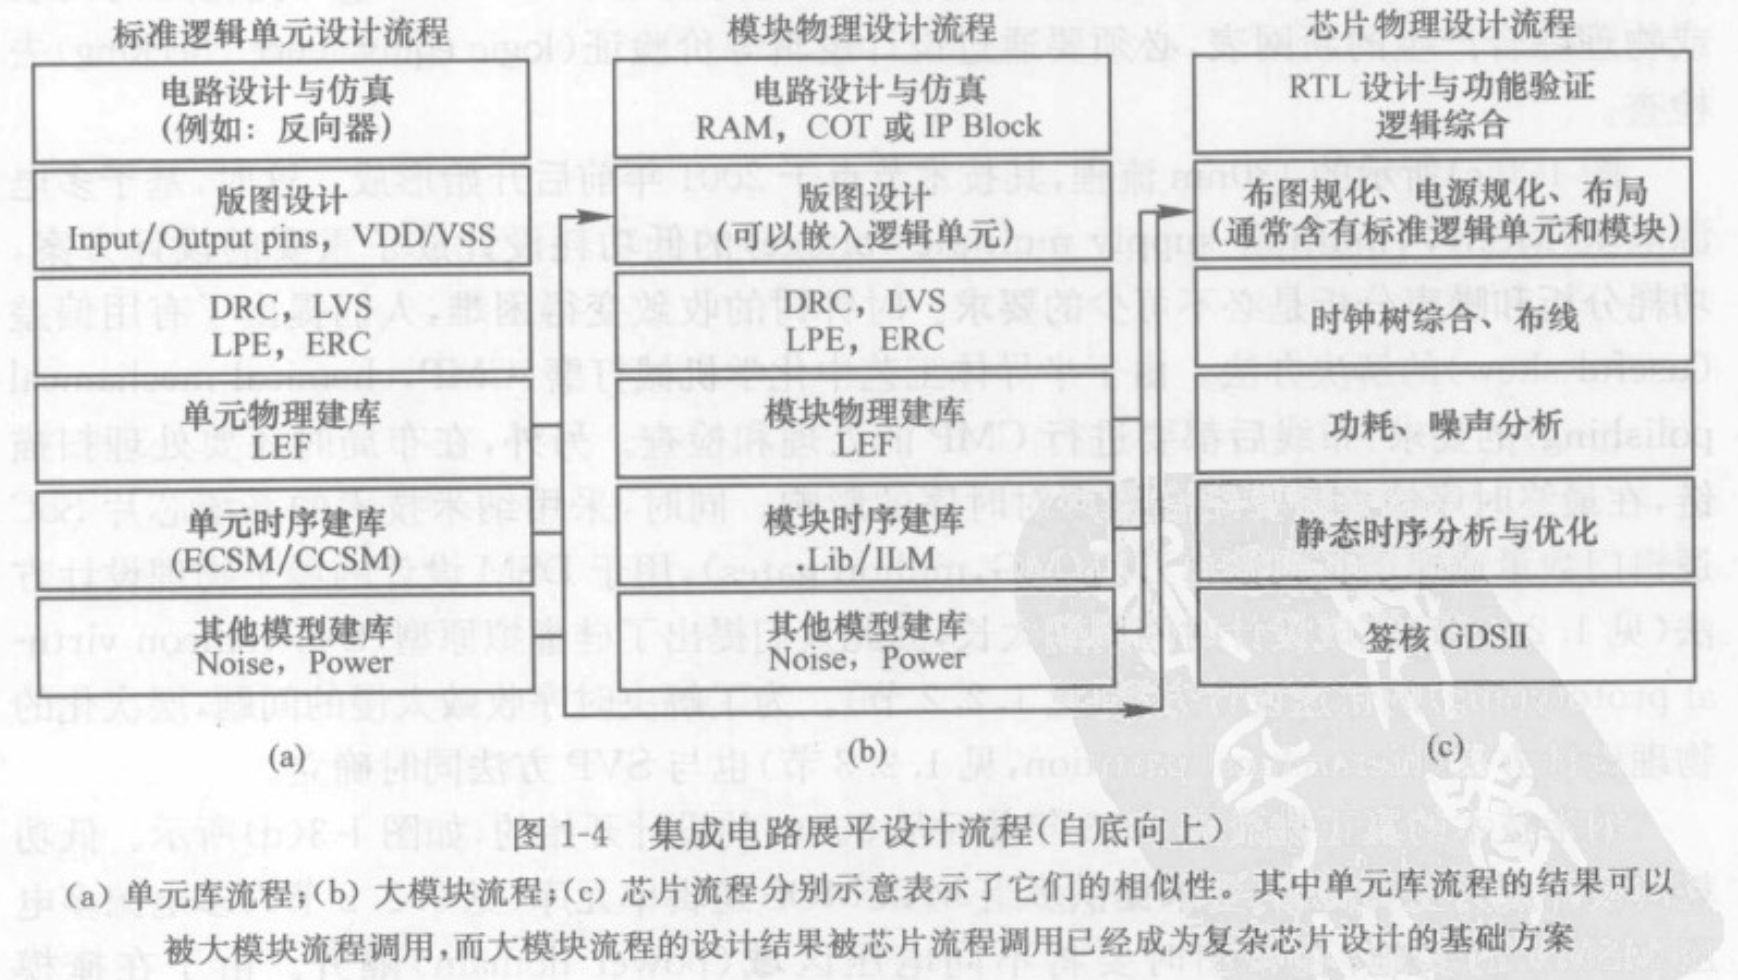 标准逻辑单元设计流程
电路设计与仿真
(例如：反向器)
版图设计
Input/Output pins，VDD/VSS
DRC，LVS
LPE，ERC
单元物理建库
LEF
单元时序建库
(ECSM/CCSM)
其他模型建库
Noise，Power
(a)
模块物理设计流程
电路设计与仿真
RAM，COT 或 IP Block
版图设计
(可以嵌入逻辑单元)
DRC，LVS
LPE，ERC
模块物理建库
LEF
模块时序建库
.Lib/ILM
其他模型建库
Noise，Power
(b)
芯片物理设计流程
RTL 设计与功能验证
逻辑综合
布图规化、电源规化、布局
(通常含有标准逻辑单元和模块)
时钟树综合、布线
功耗、噪声分析
静态时序分析与优化
签核 GDSII
(c)
图 1-4 集成电路展平设计流程(自底向上)
(a) 单元库流程；(b) 大模块流程；(c) 芯片流程分别示意表示了它们的相似性。其中单元库流程的结果可以
被大模块流程调用，而大模块流程的设计结果被芯片流程调用已经成为复杂芯片设计的基础方案